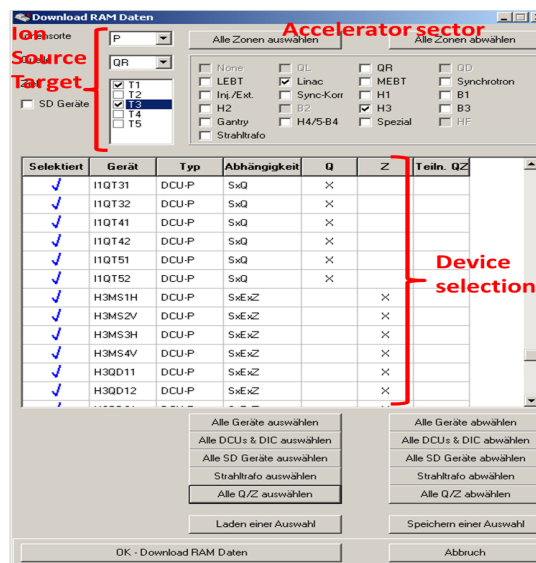 Download RAM Daten
Ion
Source
Target
Accelerator sector
P
Alle Zonen auswählen
Alle Zonen abwählen
QR
T1
T2
T3
T4
T5
SD Geräte
None QL QR QD
LEBT Linac MEBT Synchrotron
Inj./Ext. Sync-Korr H1 B1
H2 B2 H3 B3
Gantry H4/5-B4 Spezial HF
Strahltrafo
Selektiert Gerät Typ Abhängigkeit Q Z Teiln. QZ
I1QT31 DCU-P SxQ X
I1QT32 DCU-P SxQ X
I1QT41 DCU-P SxQ X
I1QT42 DCU-P SxQ X
I1QT51 DCU-P SxQ X
I1QT52 DCU-P SxQ X
H3MS1H DCU-P SxExZ X
H3MS2V DCU-P SxExZ X
H3MS3H DCU-P SxExZ X
H3MS4V DCU-P SxExZ X
H3QD11 DCU-P SxExZ X
H3QD12 DCU-P SxExZ X
Device
selection
Alle Geräte auswählen
Alle Geräte abwählen
Alle DCUs & DIC auswählen
Alle DCUs & DIC abwählen
Alle SD Geräte auswählen
Alle SD Geräte abwählen
Strahltrafo auswählen
Strahltrafo abwählen
Alle Q/Z auswählen
Alle Q/Z abwählen
Laden einer Auswahl
Speichern einer Auswahl
OK - Download RAM Daten
Abbruch